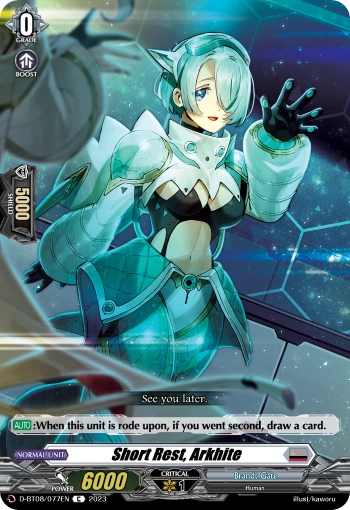 0
GRADE
BOOST
5000
SHIELD
See you later.
AUTO:When this unit is rode upon, if you went second, draw a card.
NORMAL UNIT
Short Rest, Arkhite
POWER 6000
CRITICAL
1
Brandt Gate
Human
D-BT08/077EN C 2023
illust/kaworu